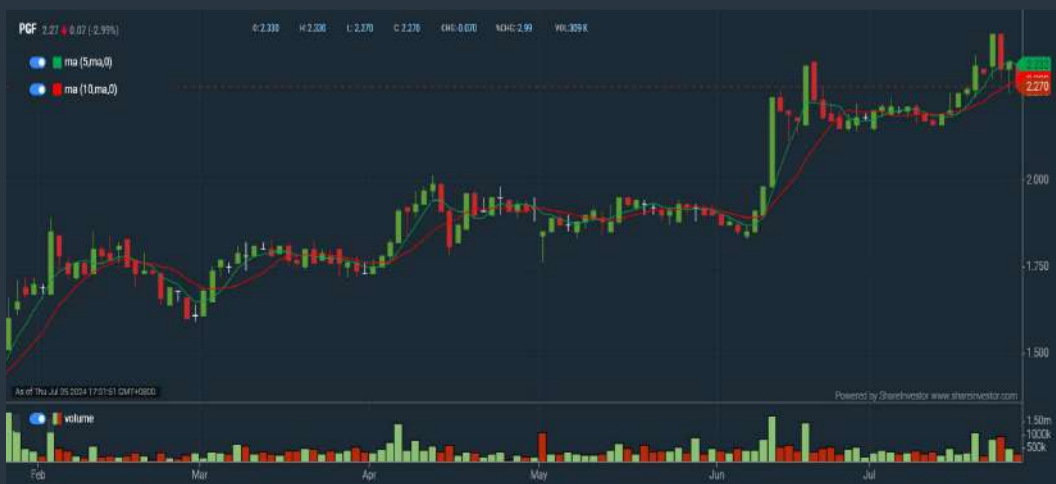 PGF 2.27 0.07 (-2.99%)
O:2.330 H:2.330 L:2.270 C:2.270 CHG:-0.070 %CHG:-2.99 VOL:309 K
ma (5,ma,0)
ma (10,ma,0)
2.270
2.000
1.750
1.500
As of Thu Jul 25 2024 17:01:51 GMT+0800
Powered by ShareInvestor www.shareinvestor.com
volume
1.50m
1000k
500k
Feb Mar Apr May Jun Jul